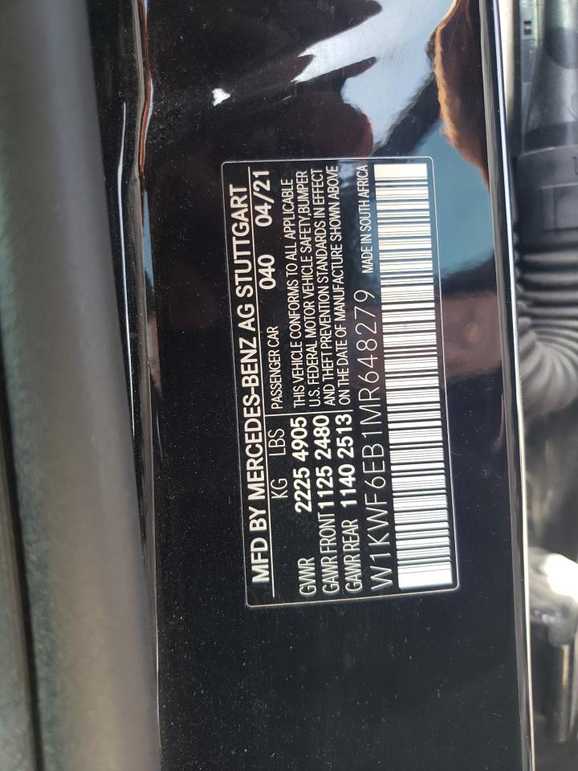 MFD BY MERCEDES-BENZ AG STUTTGART
KG LBS PASSENGER CAR 040 04/21
GVWR 2225 4905 THIS VEHICLE CONFORMS TO ALL APPLICABLE
U.S. FEDERAL MOTOR VEHICLE SAFETY,BUMPER
GAWR FRONT 1125 2480 AND THEFT PREVENTION STANDARDS IN EFFECT
GAWR REAR 1140 2513 ON THE DATE OF MANUFACTURE SHOWN ABOVE
W1KWF6EB1MR648279 MADE IN SOUTH AFRICA